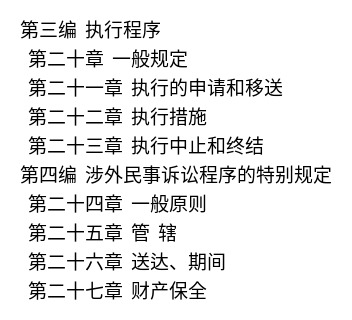 第三编 执行程序
第二十章 一般规定
第二十一章 执行的申请和移送
第二十二章 执行措施
第二十三章 执行中止和终结
第四编 涉外民事诉讼程序的特别规定
第二十四章 一般原则
第二十五章 管 辖
第二十六章 送达、期间
第二十七章 财产保全